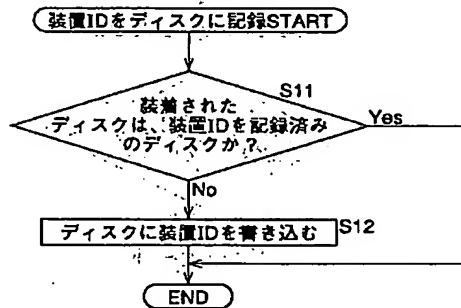 装置IDをディスクに記録START
S11
装着された
ディスクは、装置IDを記録済み
のディスクか？
Yes
No
ディスクに装置IDを書き込む
S12
END